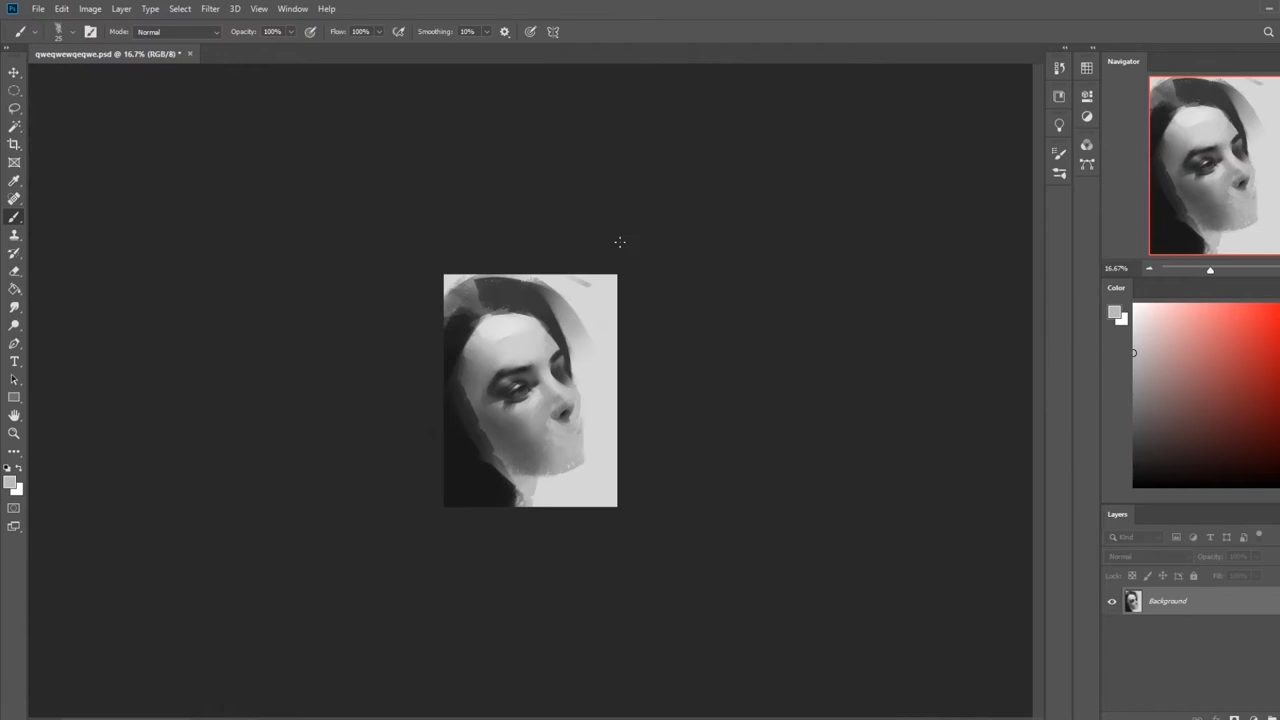 Ps File Edit Image Layer Type Select Filter 3D View Window Help
25 Mode: Normal Opacity: 100% Flow: 100% Smoothing: 10%
qweqwewqeqwe.psd @ 16.7% (RGB/8) * ×
Navigator
16.67%
Color
Layers
Kind
Normal Opacity: 100%
Lock: Fill: 100%
Background